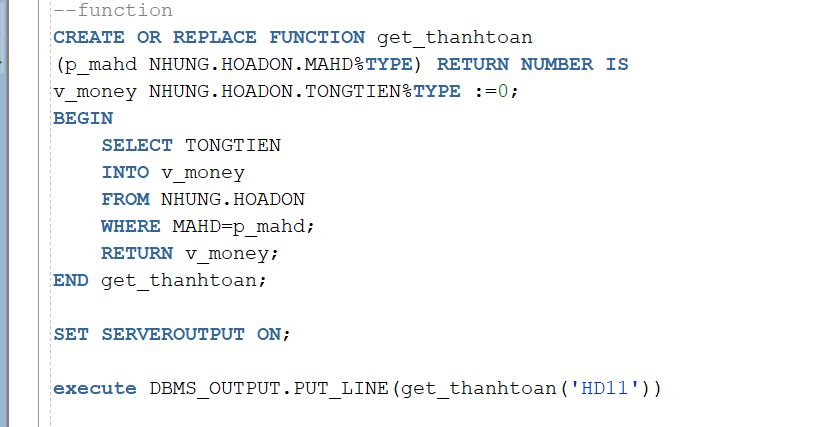 --function
CREATE OR REPLACE FUNCTION get_thanhtoan
(p_mahd NHUNG.HOADON.MAHD%TYPE) RETURN NUMBER IS
v_money NHUNG.HOADON.TONGTIEN%TYPE :=0;
BEGIN
    SELECT TONGTIEN
    INTO v_money
    FROM NHUNG.HOADON
    WHERE MAHD=p_mahd;
    RETURN v_money;
END get_thanhtoan;
SET SERVEROUTPUT ON;
execute DBMS_OUTPUT.PUT_LINE(get_thanhtoan('HD11'))